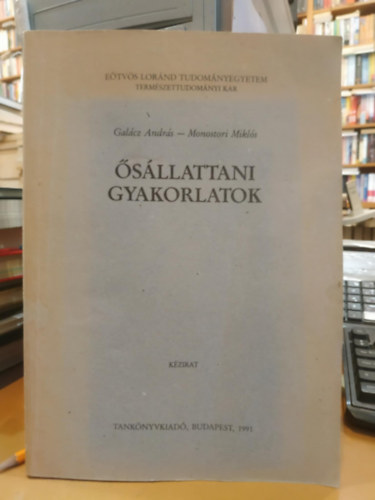 EÖTVÖS LORÁND TUDOMÁNYEGYETEM
TERMÉSZETTUDOMÁNYI KAR
Galácz András — Monostori Miklós
ŐSÁLLATTANI
GYAKORLATOK
KÉZIRAT
TANKÖNYVKIADÓ, BUDAPEST, 1991